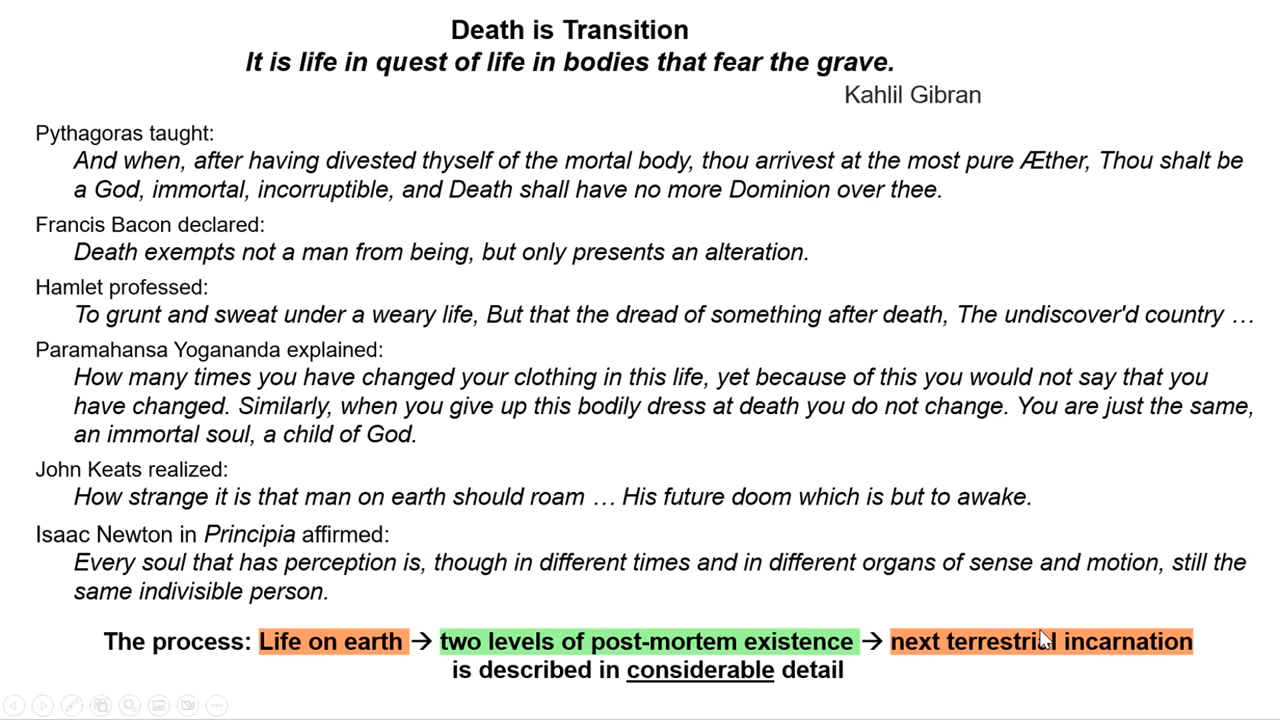 Death is Transition
It is life in quest of life in bodies that fear the grave.
Kahlil Gibran
Pythagoras taught:
And when, after having divested thyself of the mortal body, thou arrivest at the most pure Æther, Thou shalt be
a God, immortal, incorruptible, and Death shall have no more Dominion over thee.
Francis Bacon declared:
Death exempts not a man from being, but only presents an alteration.
Hamlet professed:
To grunt and sweat under a weary life, But that the dread of something after death, The undiscover'd country …
Paramahansa Yogananda explained:
How many times you have changed your clothing in this life, yet because of this you would not say that you
have changed. Similarly, when you give up this bodily dress at death you do not change. You are just the same,
an immortal soul, a child of God.
John Keats realized:
How strange it is that man on earth should roam … His future doom which is but to awake.
Isaac Newton in Principia affirmed:
Every soul that has perception is, though in different times and in different organs of sense and motion, still the
same indivisible person.
The process: Life on earth → two levels of post-mortem existence → next terrestrial incarnation
is described in considerable detail